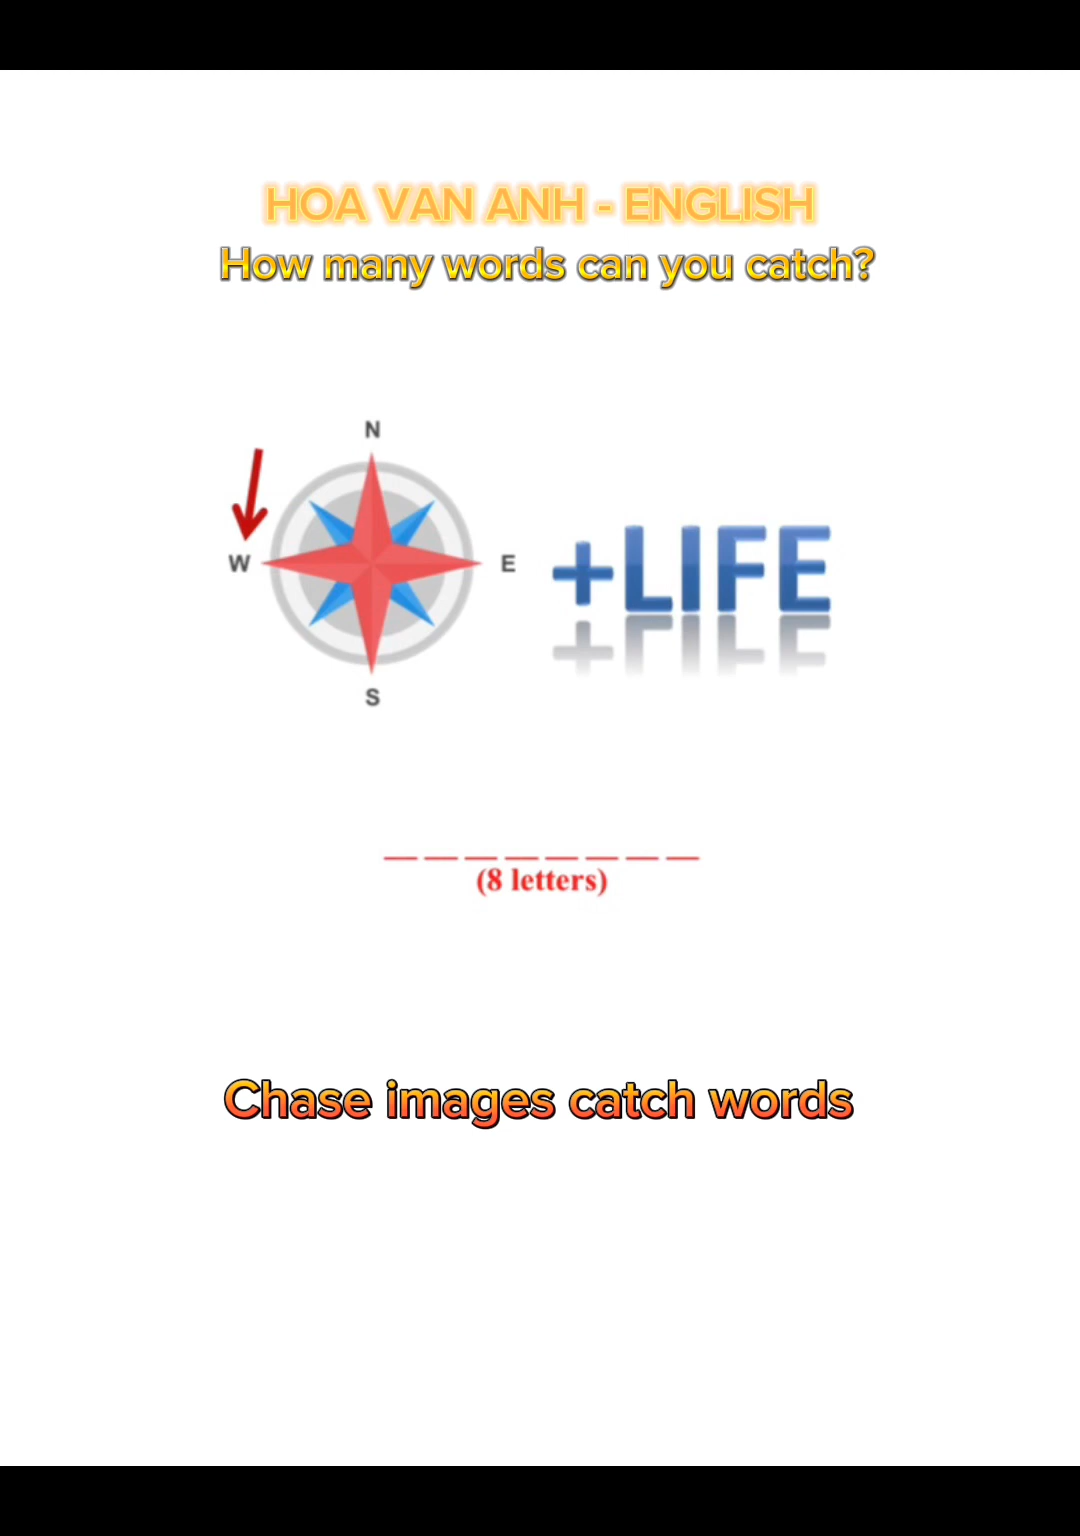 HOA VAN ANH - ENGLISH
How many words can you catch?
N
W
E
+LIFE
S
(8 letters)
Chase images catch words